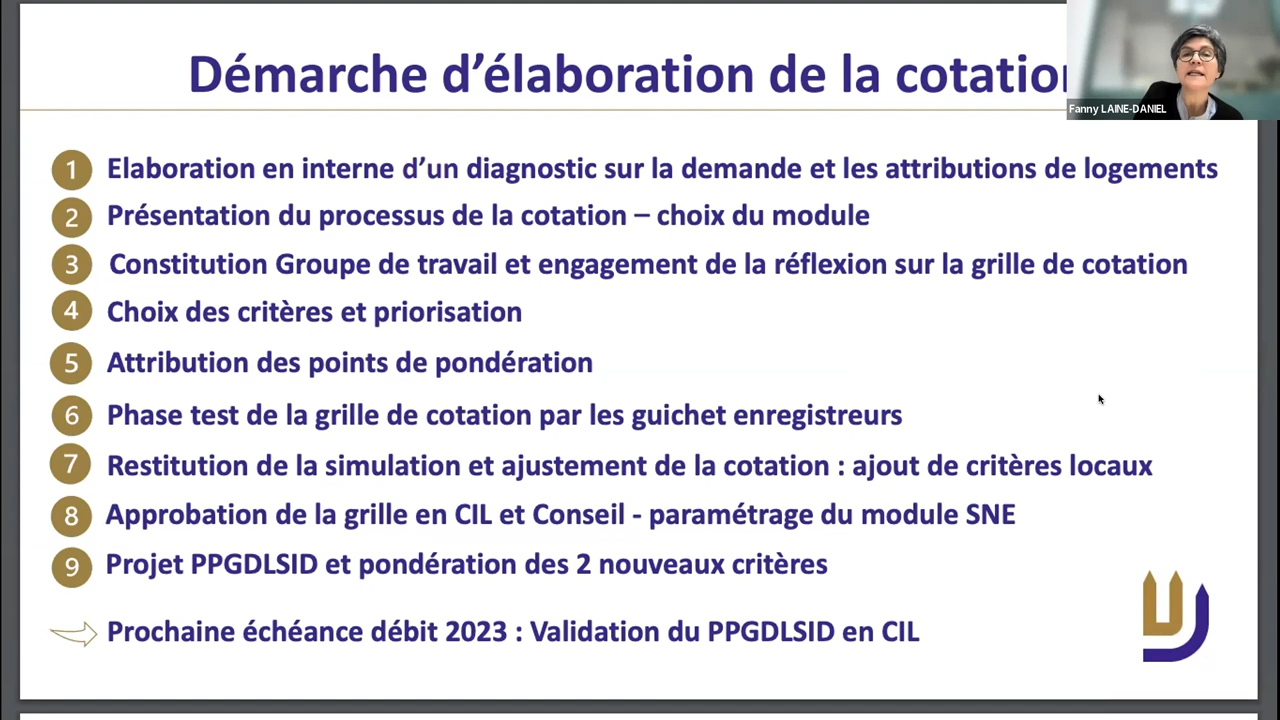 Démarche d'élaboration de la cotation
Fanny LAINE-DANIEL
1 Elaboration en interne d'un diagnostic sur la demande et les attributions de logements
2 Présentation du processus de la cotation – choix du module
3 Constitution Groupe de travail et engagement de la réflexion sur la grille de cotation
4 Choix des critères et priorisation
5 Attribution des points de pondération
6 Phase test de la grille de cotation par les guichet enregistreurs
7 Restitution de la simulation et ajustement de la cotation : ajout de critères locaux
8 Approbation de la grille en CIL et Conseil - paramétrage du module SNE
9 Projet PPGDLSID et pondération des 2 nouveaux critères
Prochaine échéance débit 2023 : Validation du PPGDLSID en CIL